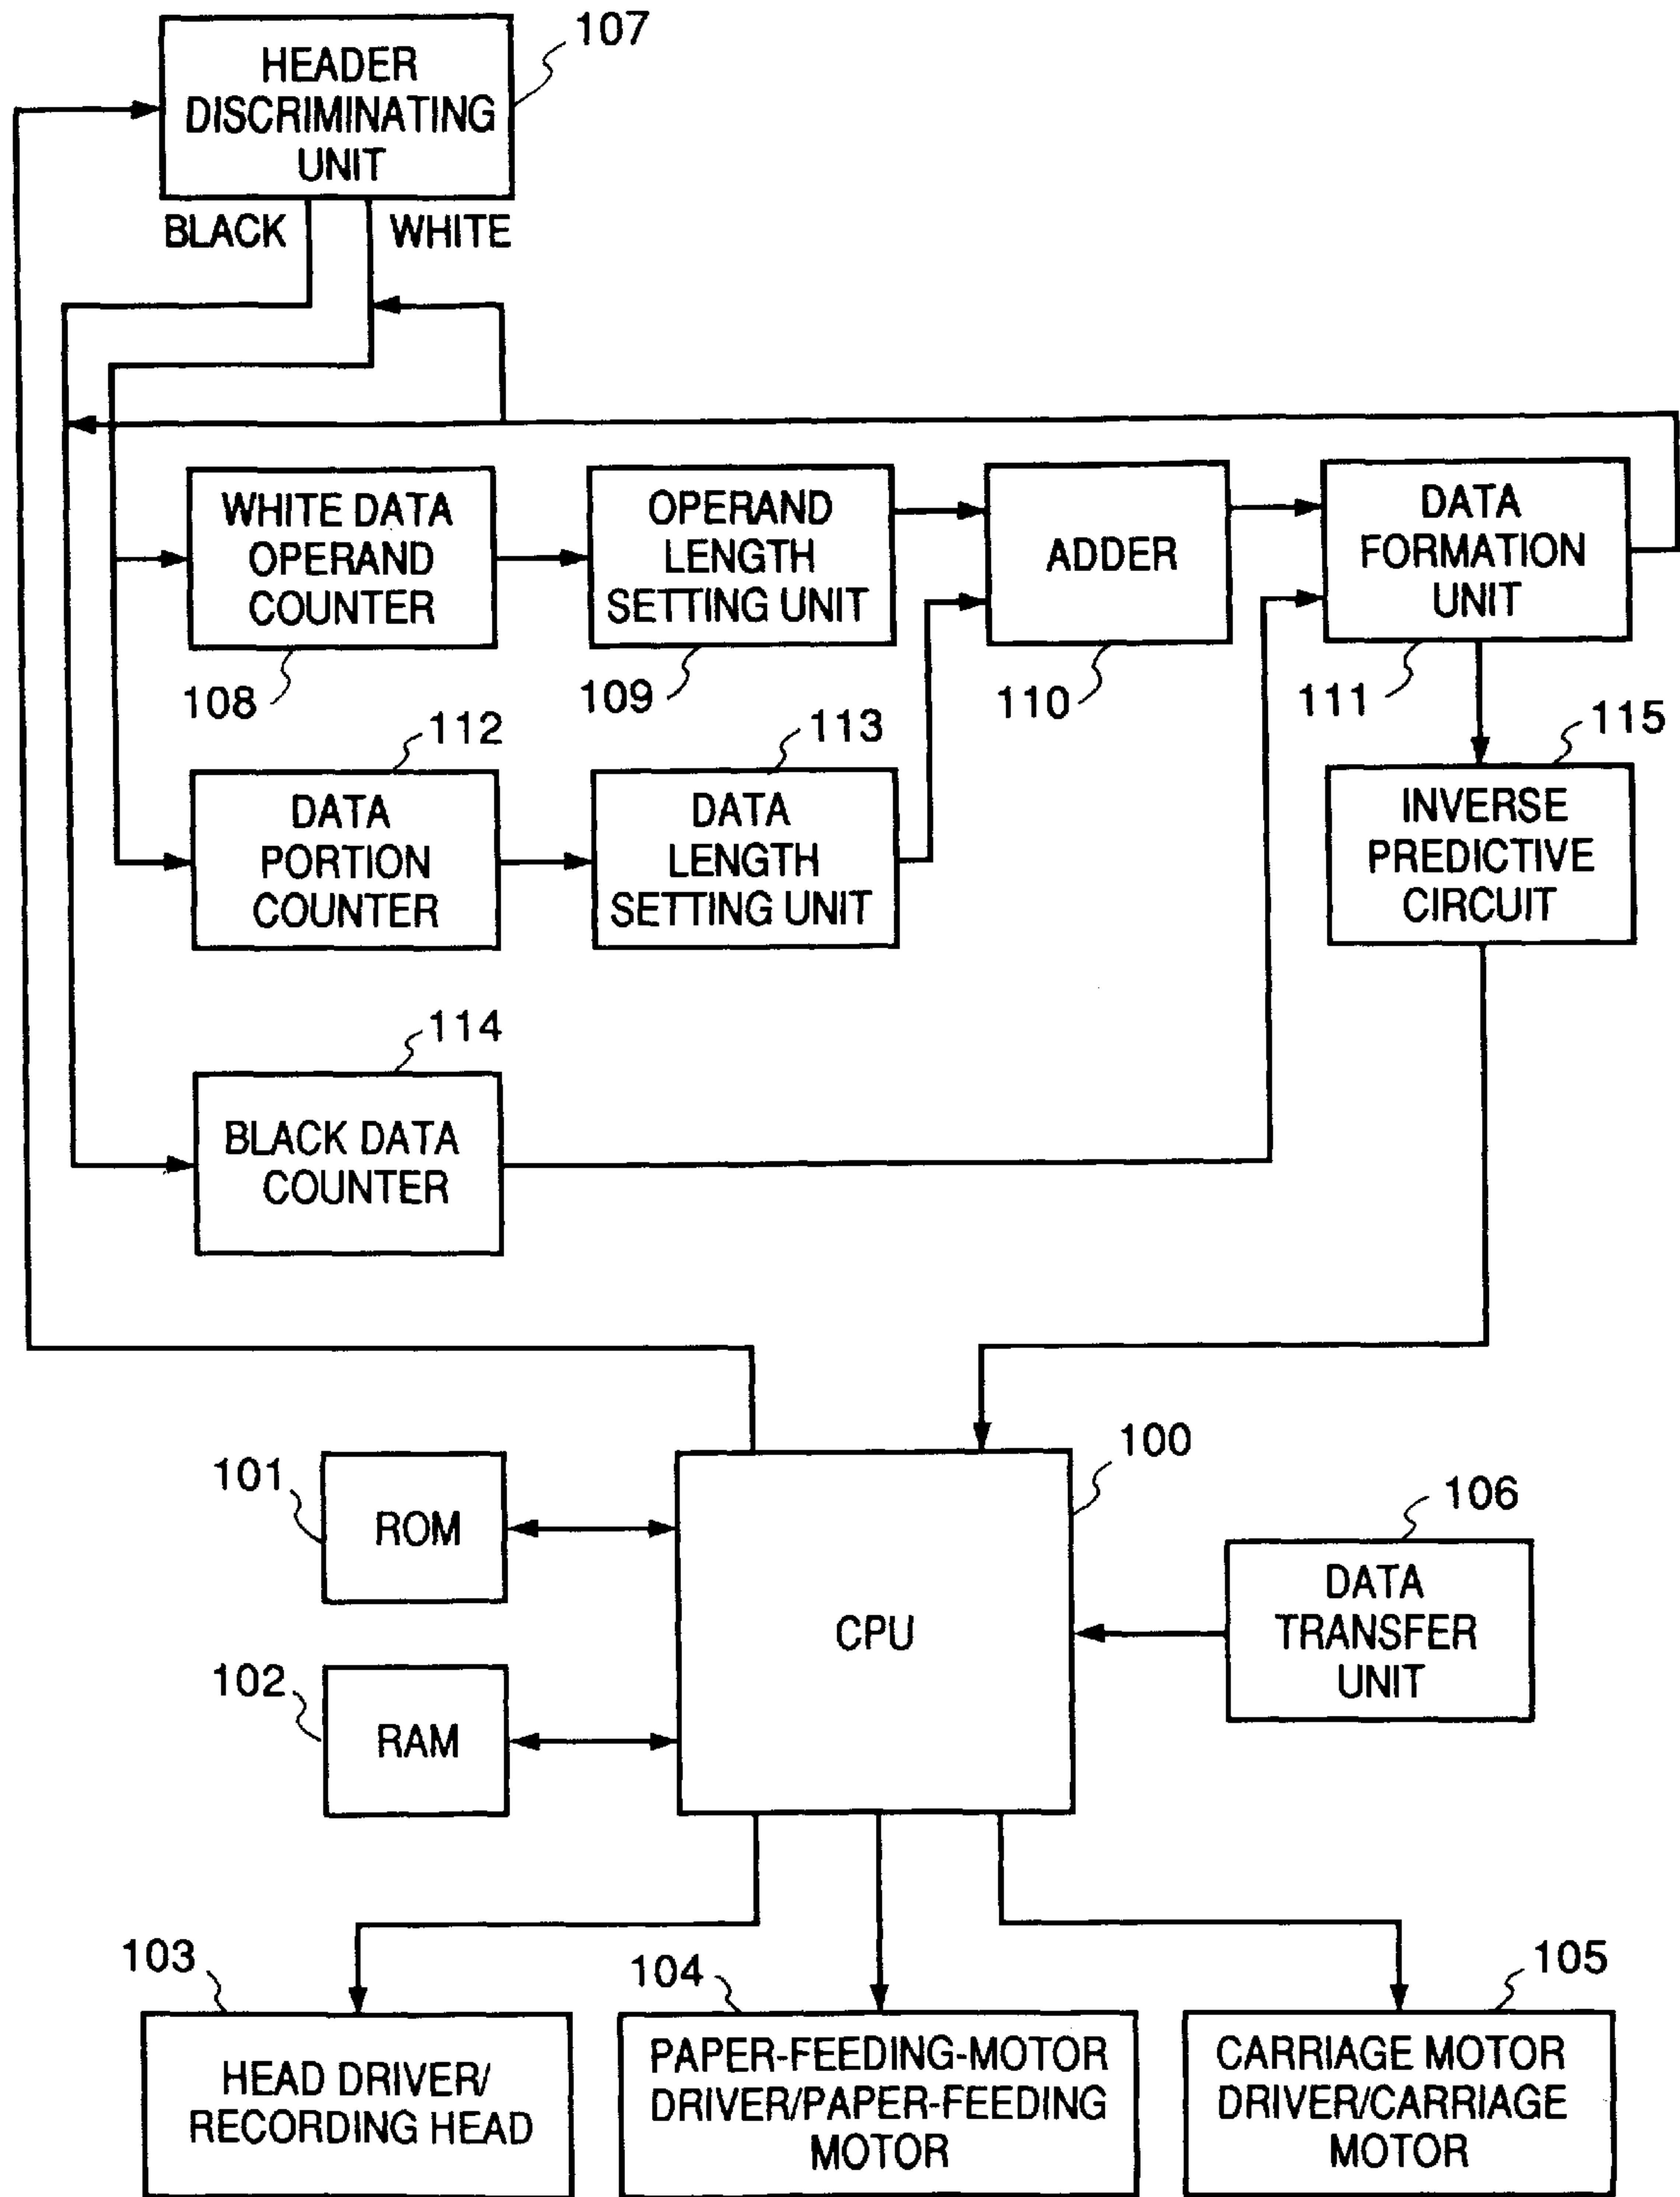 107
HEADER
DISCRIMINATING
UNIT
BLACK
WHITE
WHITE DATA
OPERAND
COUNTER
108
OPERAND
LENGTH
SETTING UNIT
109
ADDER
110
DATA
FORMATION
UNIT
111
112
DATA
PORTION
COUNTER
113
DATA
LENGTH
SETTING UNIT
115
INVERSE
PREDICTIVE
CIRCUIT
114
BLACK DATA
COUNTER
100
CPU
101
ROM
102
RAM
106
DATA
TRANSFER
UNIT
103
HEAD DRIVER/
RECORDING HEAD
104
PAPER-FEEDING-MOTOR
DRIVER/PAPER-FEEDING
MOTOR
105
CARRIAGE MOTOR
DRIVER/CARRIAGE
MOTOR